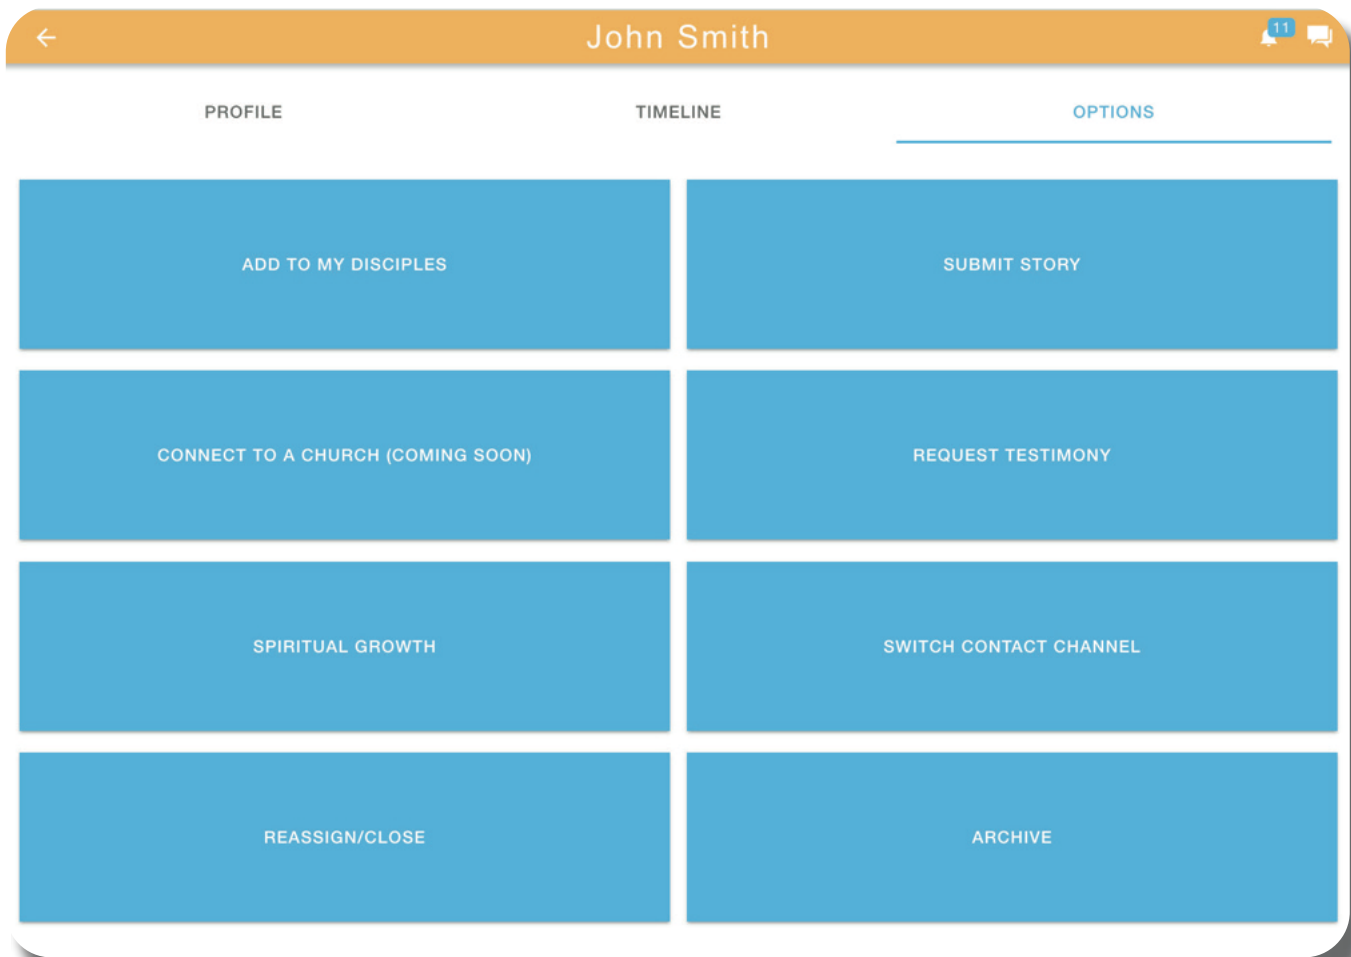 John Smith
11
PROFILE
TIMELINE
OPTIONS
ADD TO MY DISCIPLES
SUBMIT STORY
CONNECT TO A CHURCH (COMING SOON)
REQUEST TESTIMONY
SPIRITUAL GROWTH
SWITCH CONTACT CHANNEL
REASSIGN/CLOSE
ARCHIVE